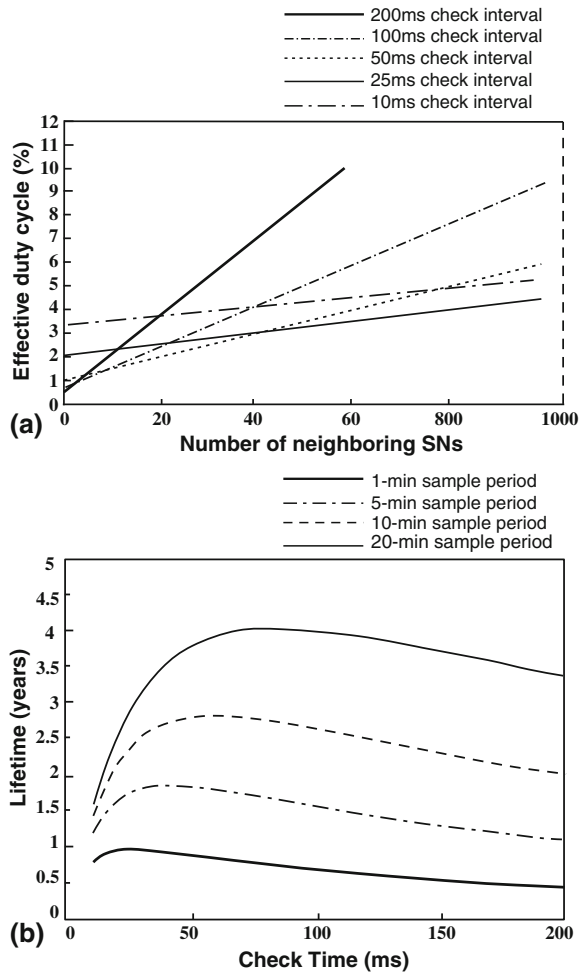 200ms check interval
100ms check interval
50ms check interval
25ms check interval
10ms check interval
12
11
10
9
8
7
6
5
4
3
2
1
0
Effective duty cycle (%)
0 20 40 60 800 1000
(a)
Number of neighboring SNs
1-min sample period
5-min sample period
10-min sample period
20-min sample period
5
4.5
4
3.5
3
2.5
2
1.5
1
0.5
0
Lifetime (years)
0 50 100 150 200
(b)
Check Time (ms)